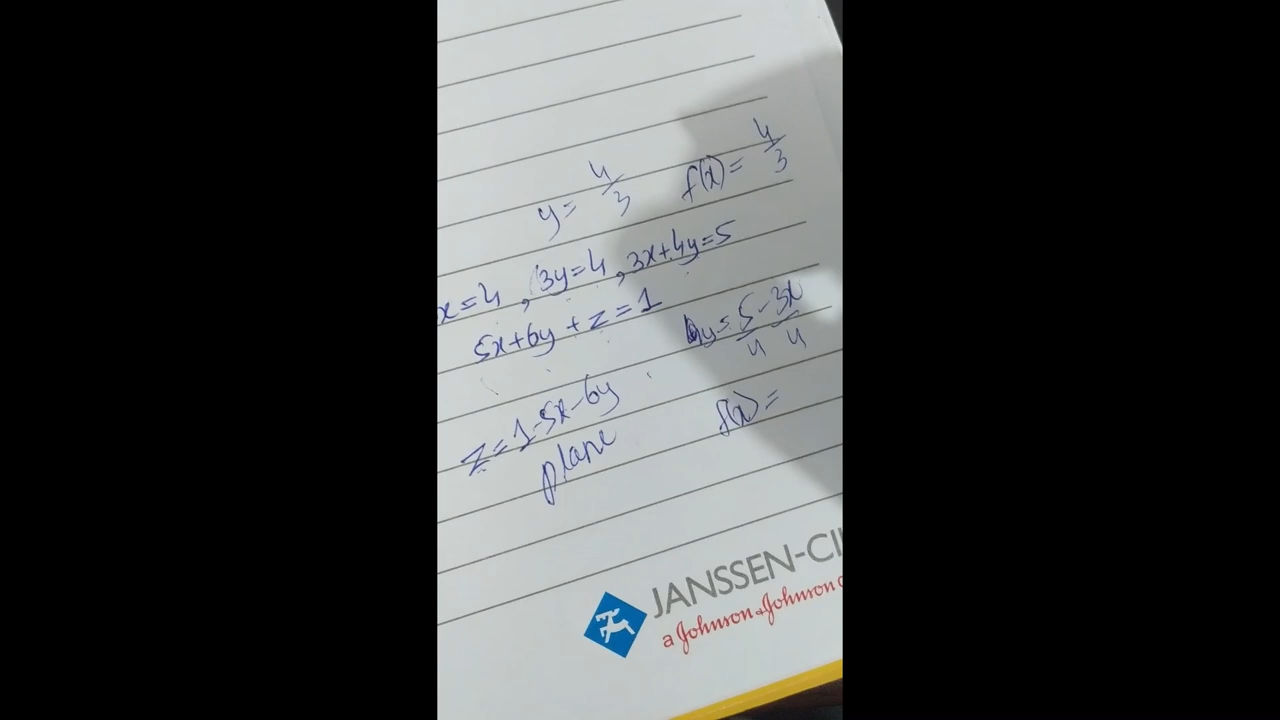 y = 4/3 f(x) = 4/3
x = 4 , 3y = 4 , 3x + 4y = 5
5x + 6y + z = 1
y = 5/4 - 3x/4
z = 1 - 5x - 6y
f(x) =
plane
JANSSEN-CI
a Johnson & Johnson